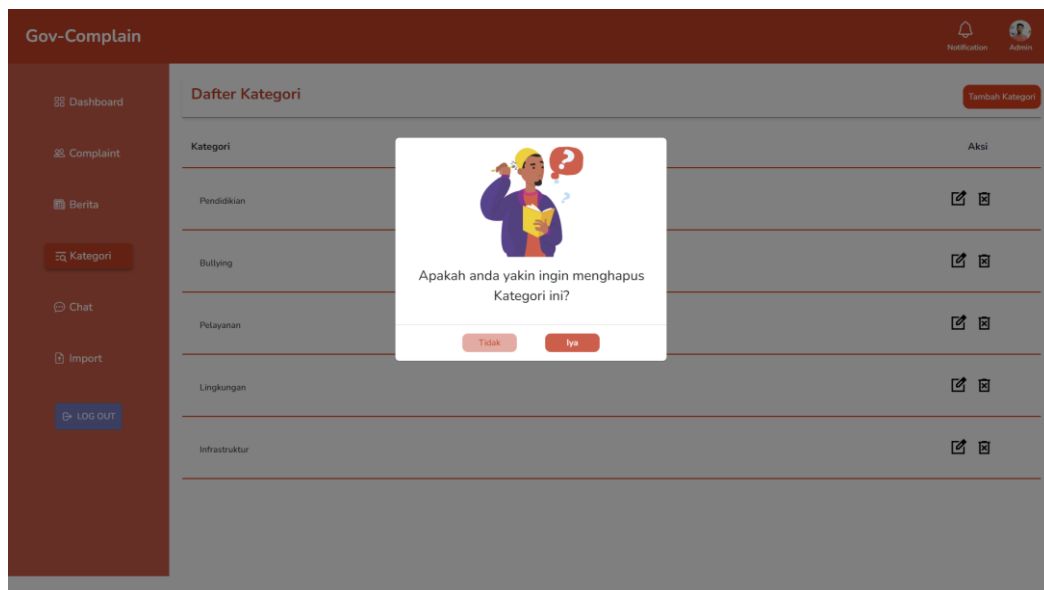 Gov-Complain
Notification
Admin
Dashboard
Dafter Kategori
Tambah Kategori
Complaint
Kategori
Aksi
Berita
Pendidikian
Kategori
Bullying
Apakah anda yakin ingin menghapus
Kategori ini?
Chat
Pelayanan
Tidak
Iya
Import
Lingkungan
LOG OUT
Infrastruktur